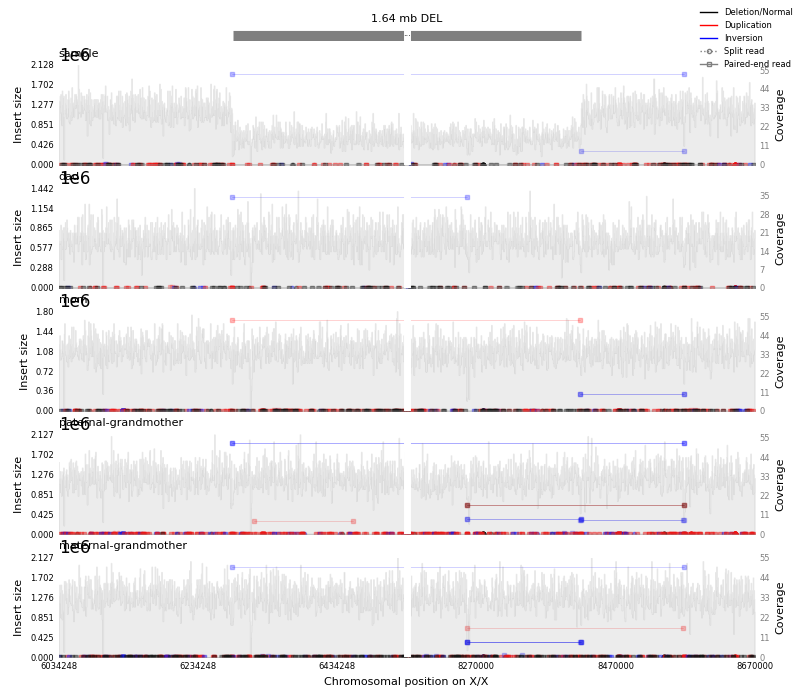 1.64 mb DEL
Deletion/Normal
Duplication
Inversion
Split read
Paired-end read
1e6
sample
2.128
1.702
1.277
0.851
0.426
0.000
Insert size
55
44
33
22
11
0
Coverage
1e6
1.442
1.154
0.865
0.577
0.288
0.000
Insert size
35
28
21
14
7
0
Coverage
1e6
1.80
1.44
1.08
0.72
0.36
0.00
Insert size
55
44
33
22
11
0
Coverage
1e6
paternal-grandmother
2.127
1.702
1.276
0.851
0.425
0.000
Insert size
55
44
33
22
11
0
Coverage
1e6
maternal-grandmother
2.127
1.702
1.276
0.851
0.425
0.000
Insert size
55
44
33
22
11
0
Coverage
6034248 6234248 6434248 8270000 8470000 8670000
Chromosomal position on X/X